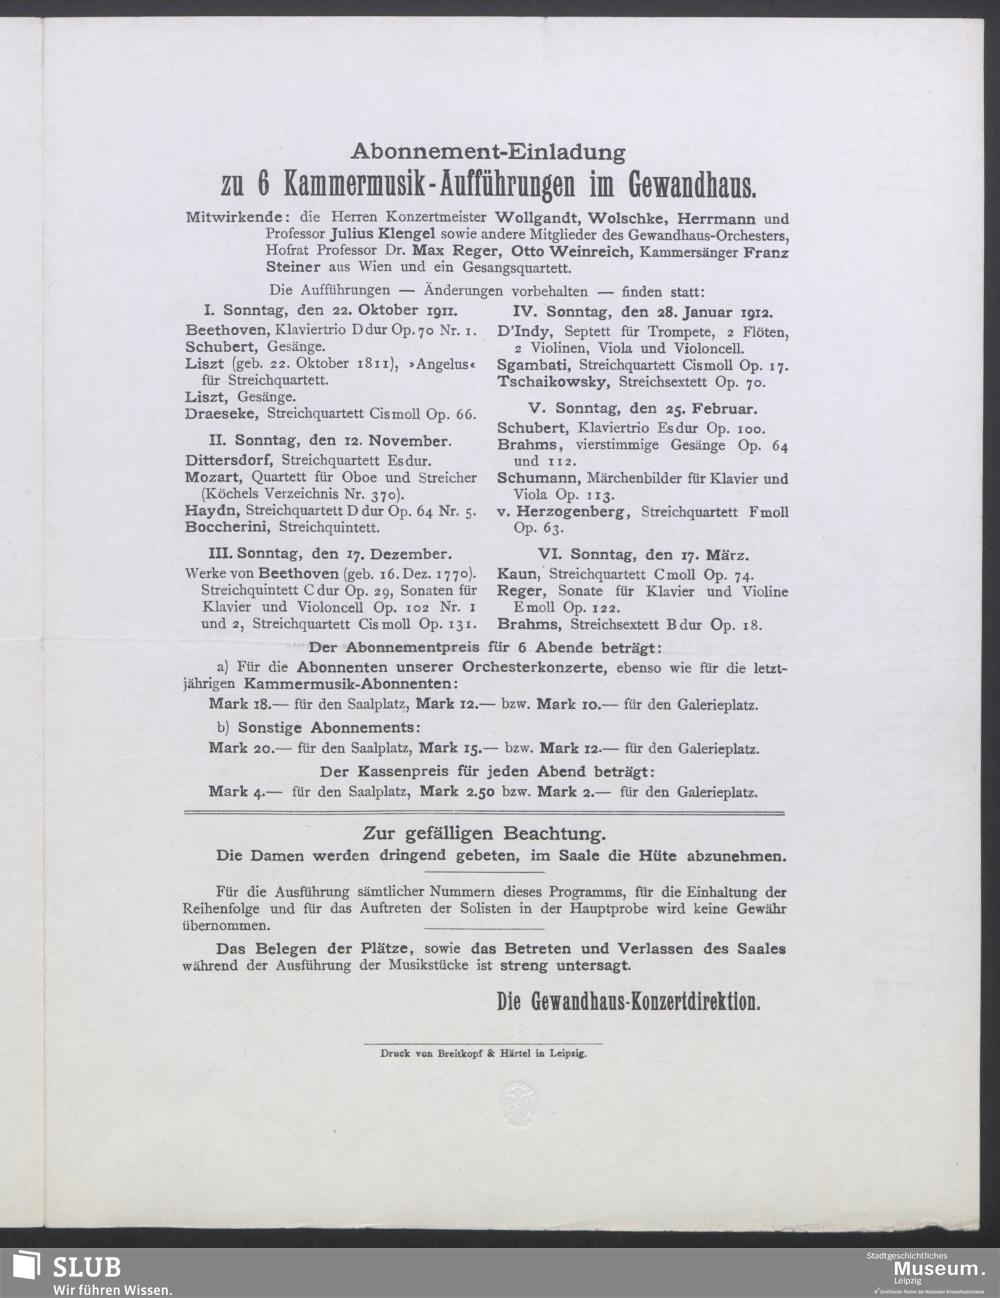 Abonnement-Einladung
zu 6 Kammermusik-Aufführungen im Gewandhaus.
Mitwirkende: die Herren Konzertmeister Wollgandt, Wolschke, Herrmann und
Professor Julius Klengel sowie andere Mitglieder des Gewandhaus-Orchesters,
Hofrat Professor Dr. Max Reger, Otto Weinreich, Kammersänger Franz
Steiner aus Wien und ein Gesangsquartett.
Die Aufführungen — Änderungen vorbehalten — finden statt:
I. Sonntag, den 22. Oktober 1911.
Beethoven, Klaviertrio D dur Op. 70 Nr. 1.
Schubert, Gesänge.
Liszt (geb. 22. Oktober 1811), »Angelus«
für Streichquartett.
Liszt, Gesänge.
Draeseke, Streichquartett Cis moll Op. 66.
II. Sonntag, den 12. November.
Dittersdorf, Streichquartett Es dur.
Mozart, Quartett für Oboe und Streicher
(Köchels Verzeichnis Nr. 370).
Haydn, Streichquartett D dur Op. 64 Nr. 5.
Boccherini, Streichquintett.
III. Sonntag, den 17. Dezember.
Werke von Beethoven (geb. 16. Dez. 1770).
Streichquintett C dur Op. 29, Sonaten für
Klavier und Violoncell Op. 102 Nr. 1
und 2, Streichquartett Cis moll Op. 131.
IV. Sonntag, den 28. Januar 1912.
D'Indy, Septett für Trompete, 2 Flöten,
2 Violinen, Viola und Violoncell.
Sgambati, Streichquartett Cis moll Op. 17.
Tschaikowsky, Streichsextett Op. 70.
V. Sonntag, den 25. Februar.
Schubert, Klaviertrio Es dur Op. 100.
Brahms, vierstimmige Gesänge Op. 64
und 112.
Schumann, Märchenbilder für Klavier und
Viola Op. 113.
v. Herzogenberg, Streichquartett F moll
Op. 63.
VI. Sonntag, den 17. März.
Kaun, Streichquartett C moll Op. 74.
Reger, Sonate für Klavier und Violine
E moll Op. 122.
Brahms, Streichsextett B dur Op. 18.
Der Abonnementpreis für 6 Abende beträgt:
a) Für die Abonnenten unserer Orchesterkonzerte, ebenso wie für die letzt-
jährigen Kammermusik-Abonnenten:
Mark 18.— für den Saalplatz, Mark 12.— bzw. Mark 10.— für den Galerieplatz.
b) Sonstige Abonnements:
Mark 20.— für den Saalplatz, Mark 15.— bzw. Mark 12.— für den Galerieplatz.
Der Kassenpreis für jeden Abend beträgt:
Mark 4.— für den Saalplatz, Mark 2.50 bzw. Mark 2.— für den Galerieplatz.
Zur gefälligen Beachtung.
Die Damen werden dringend gebeten, im Saale die Hüte abzunehmen.
Für die Ausführung sämtlicher Nummern dieses Programms, für die Einhaltung der
Reihenfolge und für das Auftreten der Solisten in der Hauptprobe wird keine Gewähr
übernommen.
Das Belegen der Plätze, sowie das Betreten und Verlassen des Saales
während der Ausführung der Musikstücke ist streng untersagt.
Die Gewandhaus-Konzertdirektion.
Druck von Breitkopf & Härtel in Leipzig.
SLUB
Wir führen Wissen.
Stadtgeschichtliches
Museum.
Leipzig
Zertifizierter Partner der Nationalen Klimaschutzinitiative